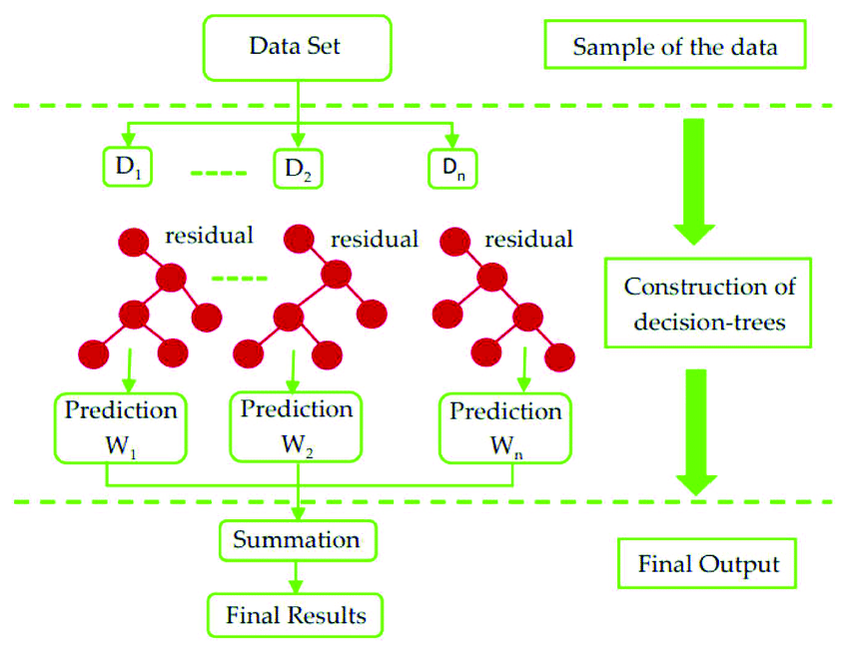 Data Set
Sample of the data
D1
D2
Dn
residual
residual
residual
Construction of
decision-trees
Prediction
W1
Prediction
W2
Prediction
Wn
Summation
Final Output
Final Results